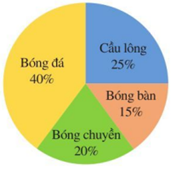 Bóng đá
40%
Cầu lông
25%
Bóng bàn
15%
Bóng chuyền
20%